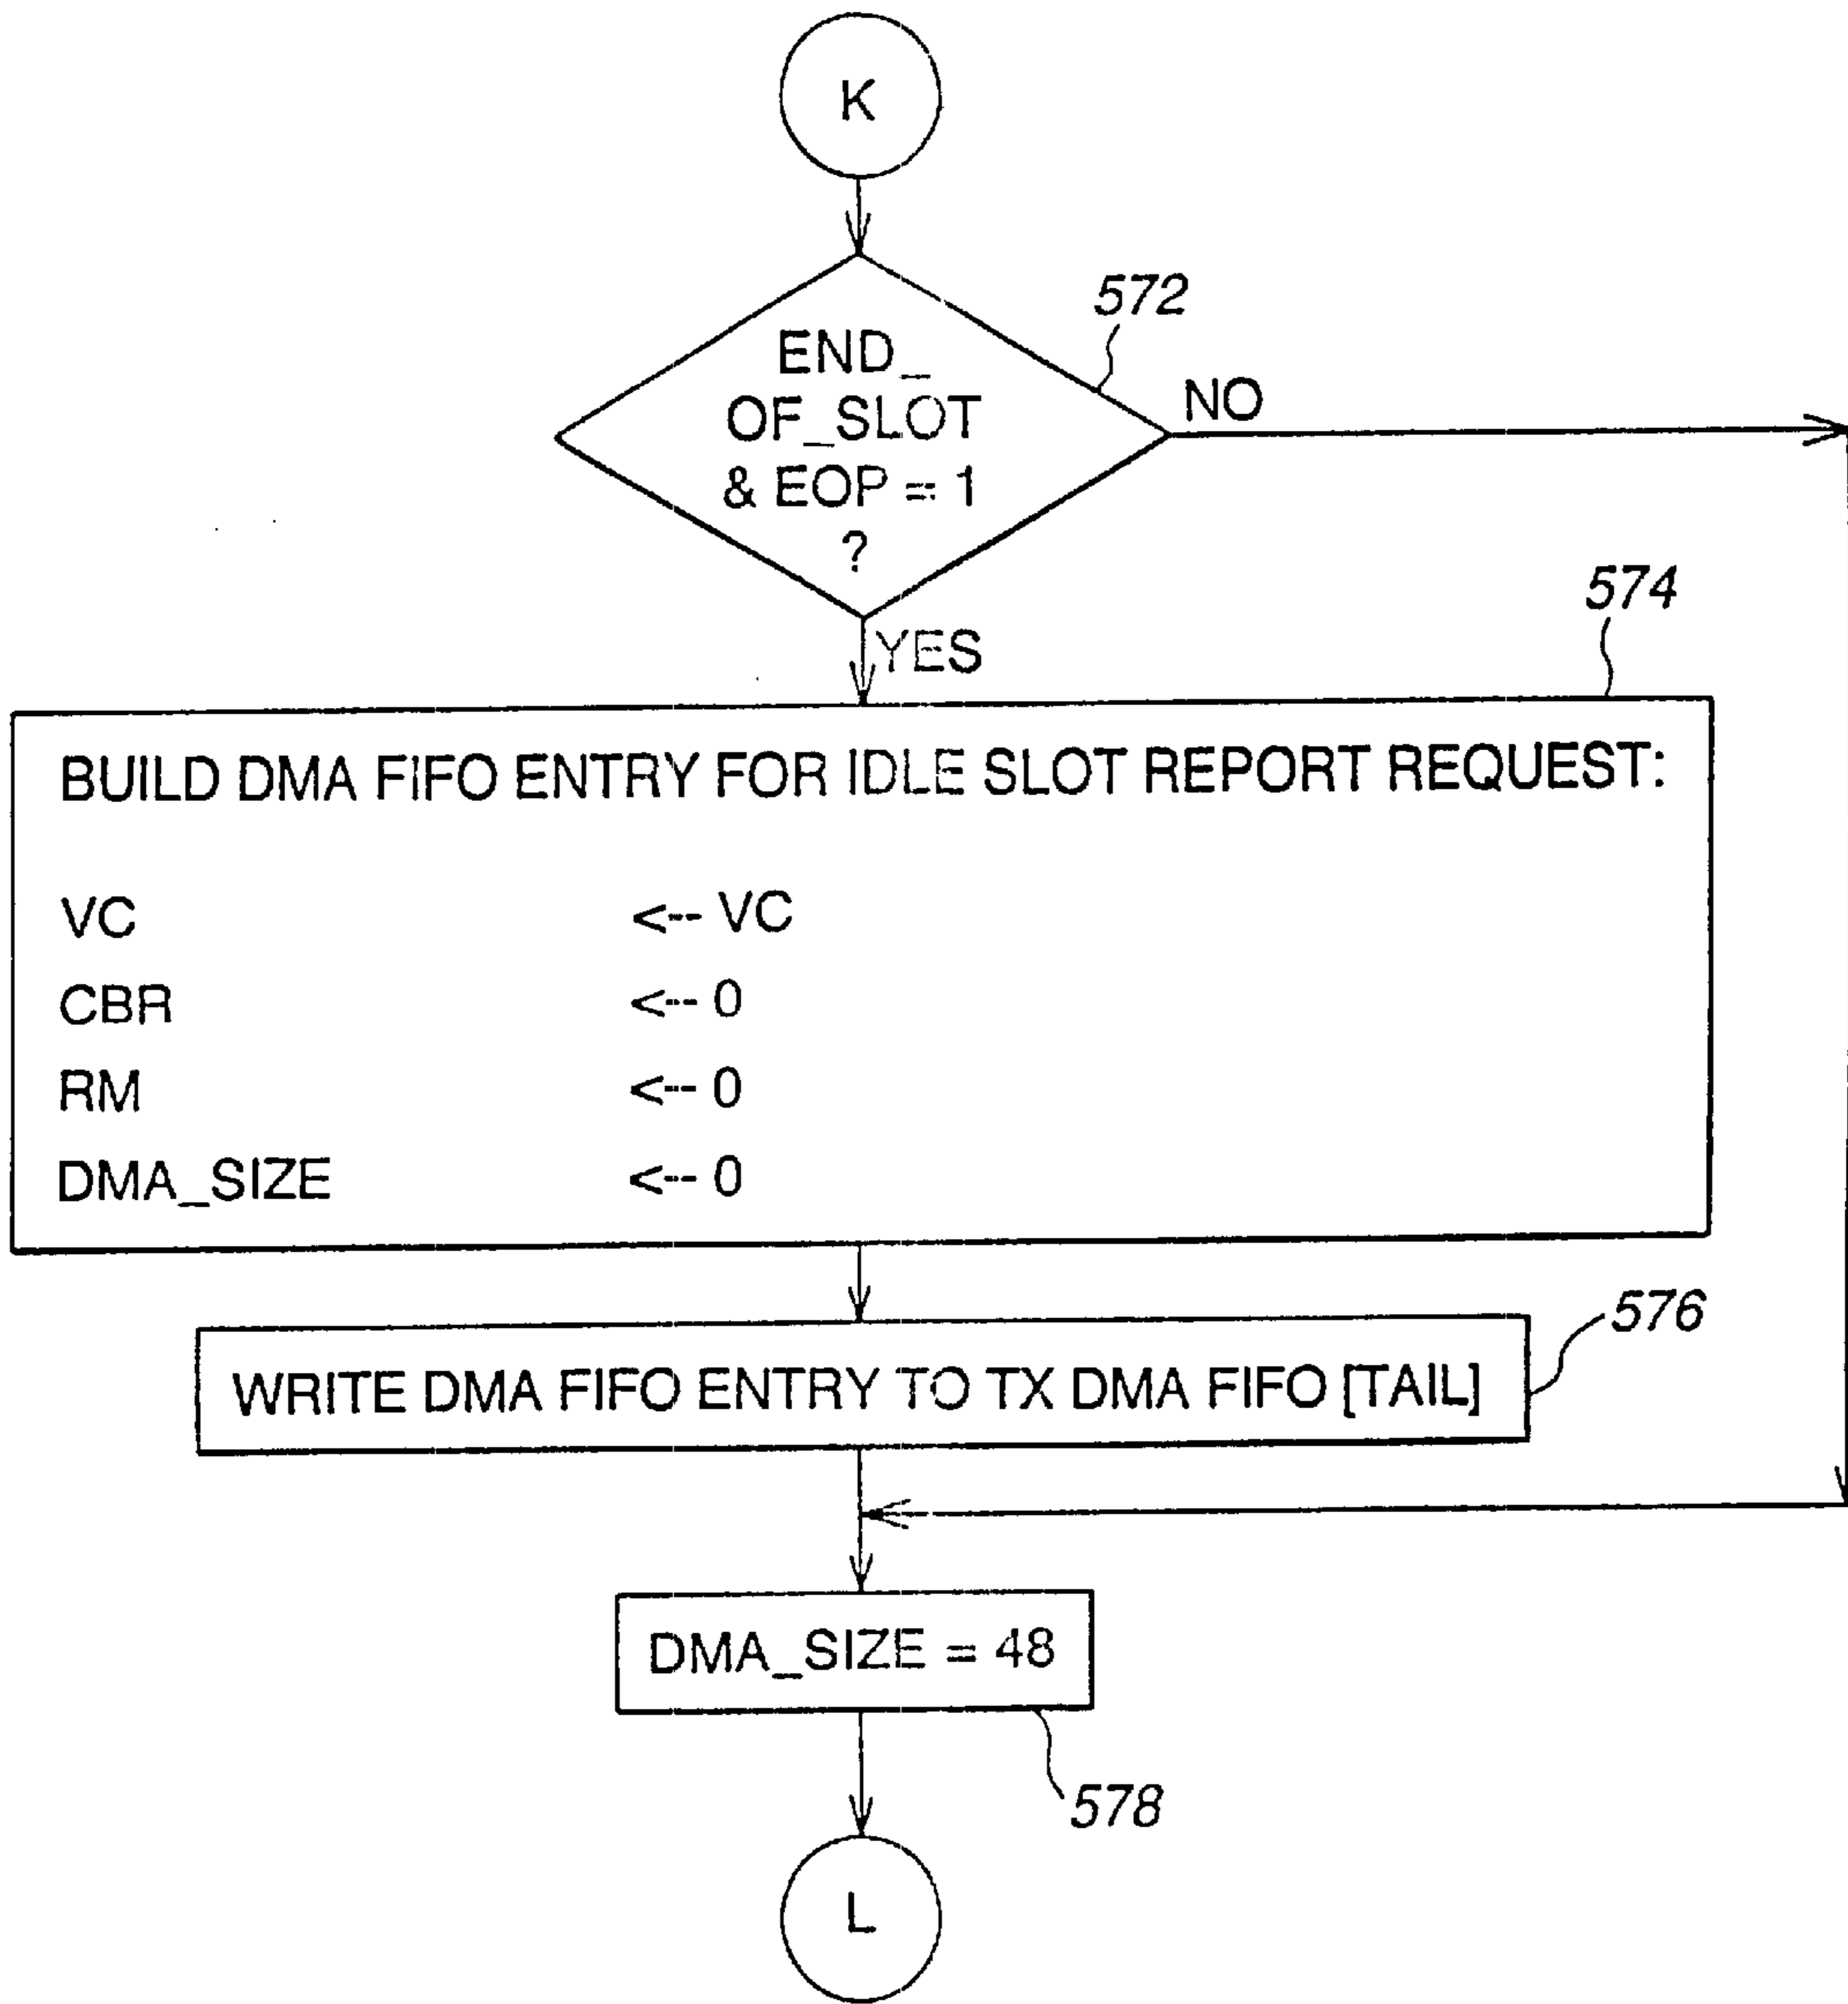 K
572
END_
OF_SLOT
& EOP = 1
?
NO
YES
574
BUILD DMA FIFO ENTRY FOR IDLE SLOT REPORT REQUEST:
VC <-- VC
CBR <-- 0
RM <-- 0
DMA_SIZE <-- 0
576
WRITE DMA FIFO ENTRY TO TX DMA FIFO [TAIL]
DMA_SIZE = 48
578
L